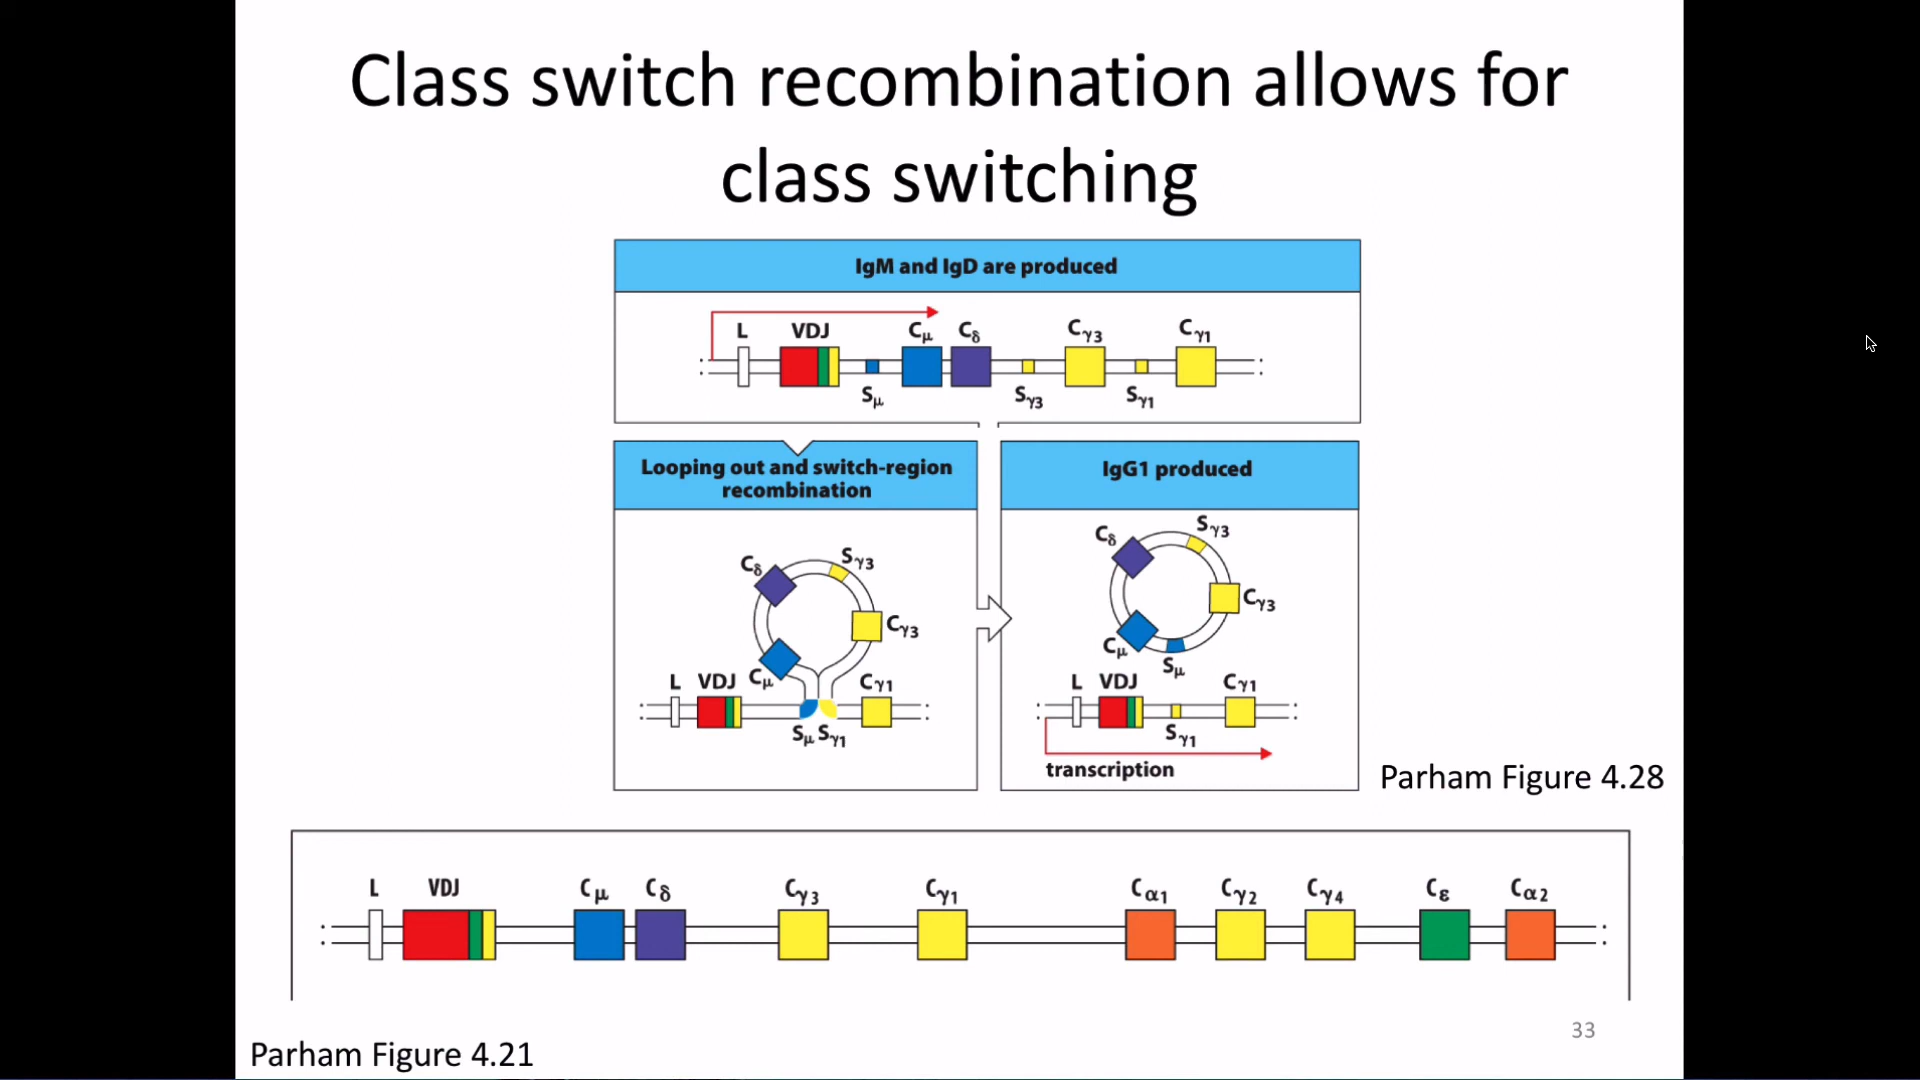 Class switch recombination allows for
class switching
IgM and IgD are produced
L VDJ Cμ Cδ Cγ3 Cγ1
Sμ Sγ3 Sγ1
Looping out and switch-region
recombination
Cδ Sγ3
Cγ3
L VDJ Cμ Cγ1
Sμ Sγ1
IgG1 produced
Cδ Sγ3
Cγ3
Cμ Sμ
L VDJ Cγ1
Sγ1
transcription
Parham Figure 4.28
L VDJ Cμ Cδ Cγ3 Cγ1 Cα1 Cγ2 Cγ4 Cε Cα2
33
Parham Figure 4.21